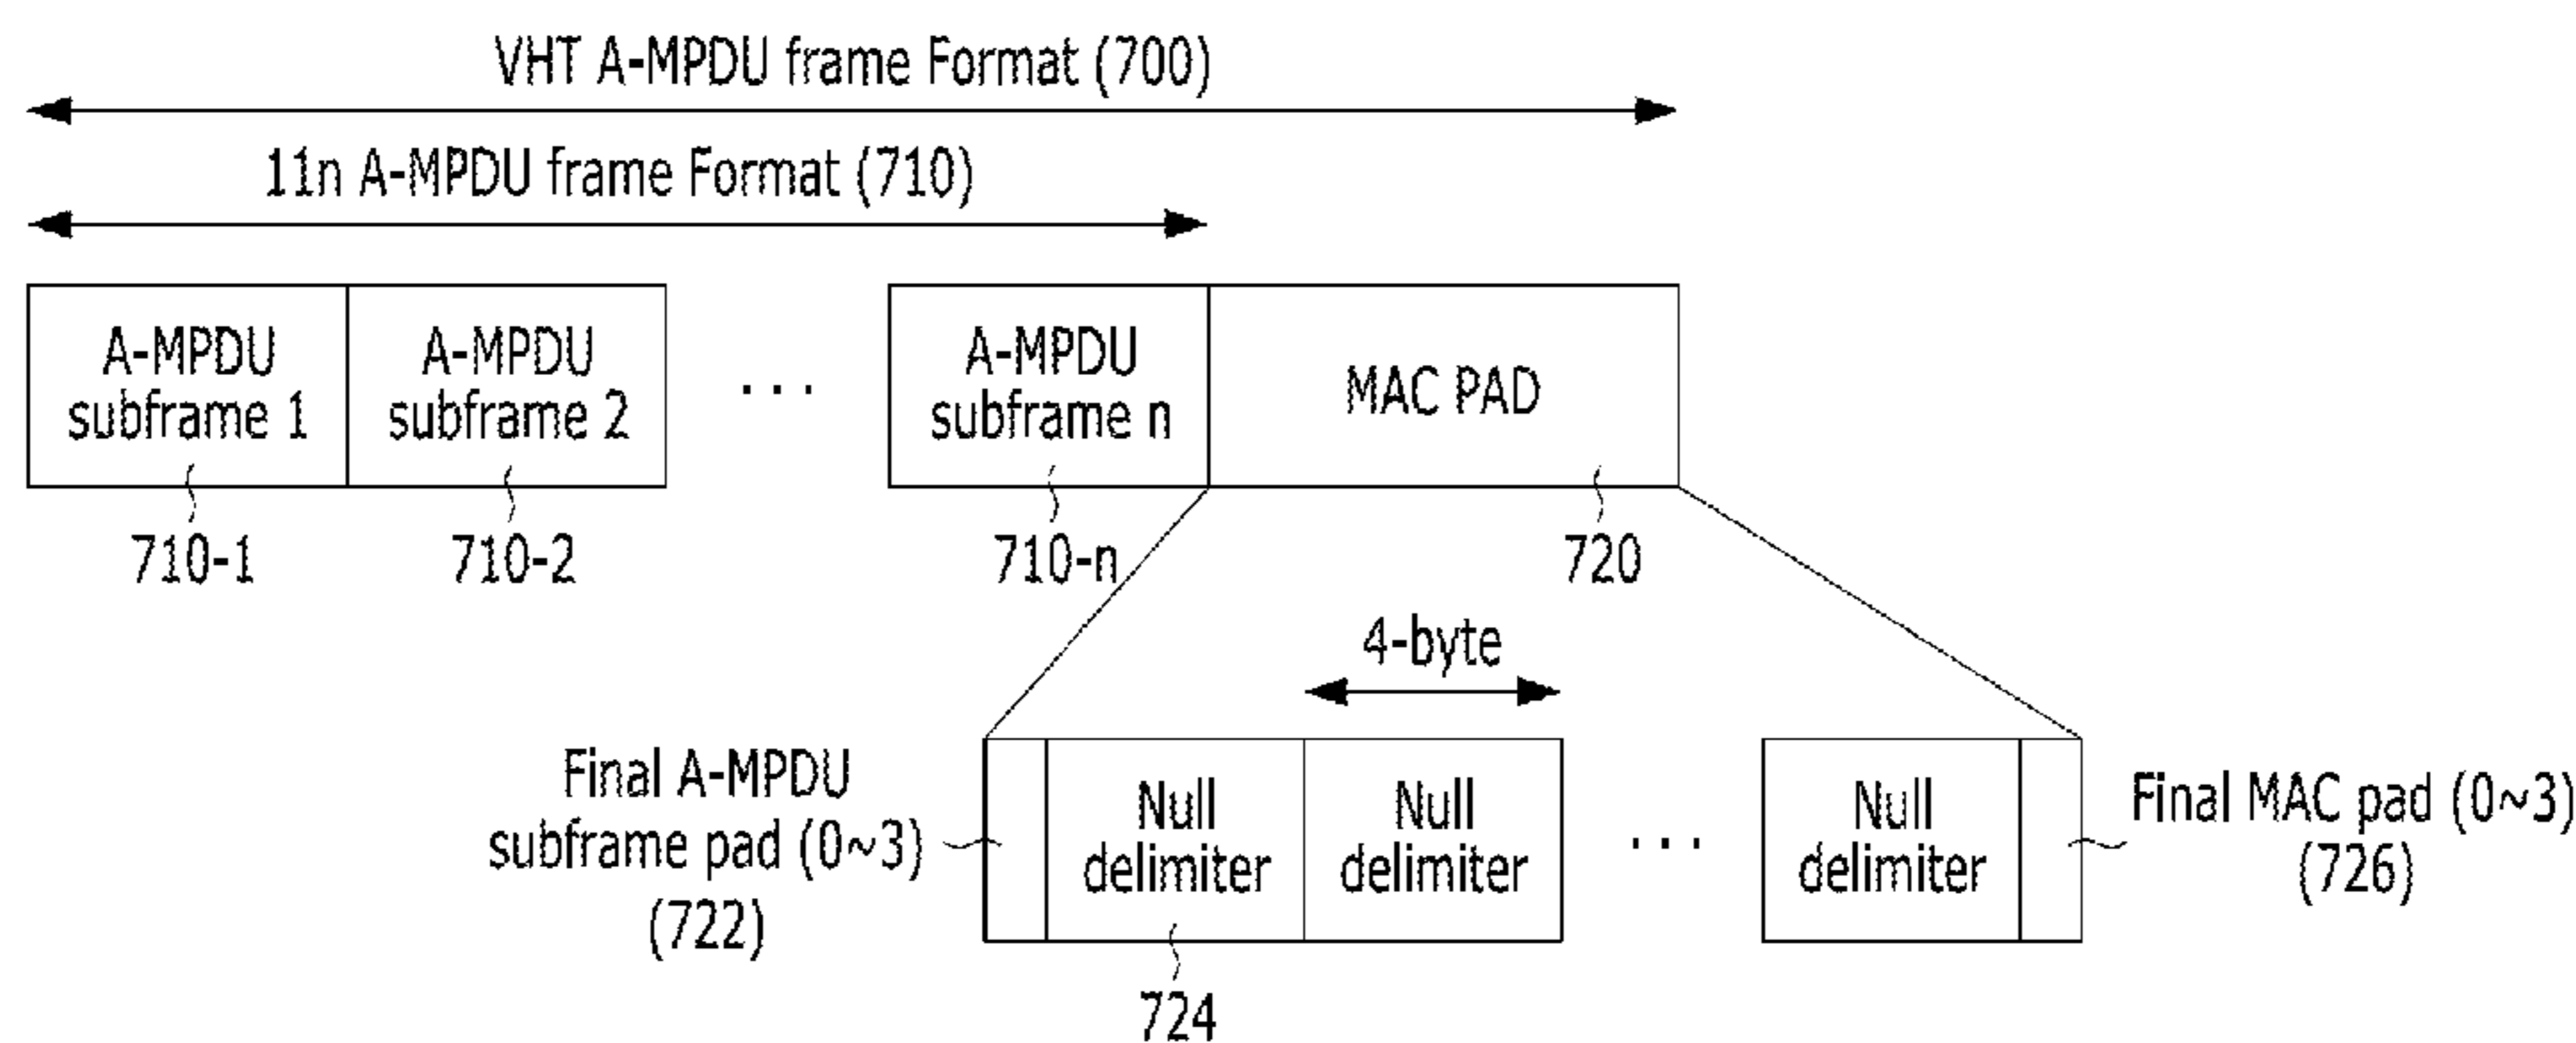 VHT A-MPDU frame Format (700)
11n A-MPDU frame Format (710)
A-MPDU
subframe 1
A-MPDU
subframe 2
. . .
A-MPDU
subframe n
MAC PAD
710-1
710-2
710-n
720
4-byte
Final A-MPDU
subframe pad (0~3)
(722)
Null
delimiter
Null
delimiter
. . .
Null
delimiter
Final MAC pad (0~3)
(726)
724